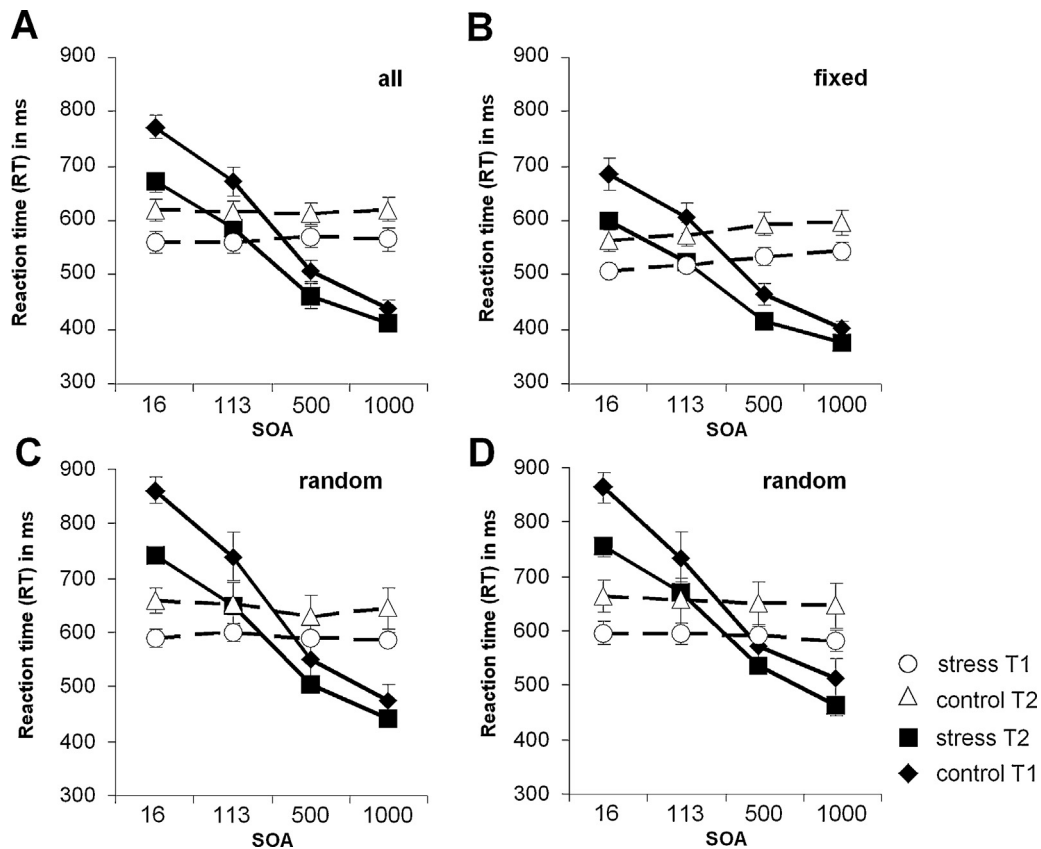 A
all
Reaction time (RT) in ms
900
800
700
600
500
400
300
16 113 500 1000
SOA
B
fixed
Reaction time (RT) in ms
900
800
700
600
500
400
300
16 113 500 1000
SOA
C
random
Reaction time (RT) in ms
900
800
700
600
500
400
300
16 113 500 1000
SOA
D
random
Reaction time (RT) in ms
900
800
700
600
500
400
300
16 113 500 1000
SOA
stress T1
control T2
stress T2
control T1